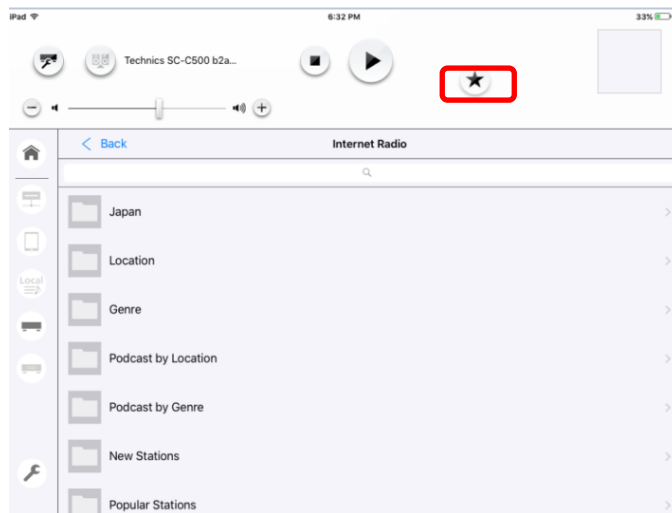 iPad 6:32 PM 33%
Technics SC-C500 b2a...
Back Internet Radio
Japan
Location
Local
Genre
Podcast by Location
Podcast by Genre
New Stations
Popular Stations